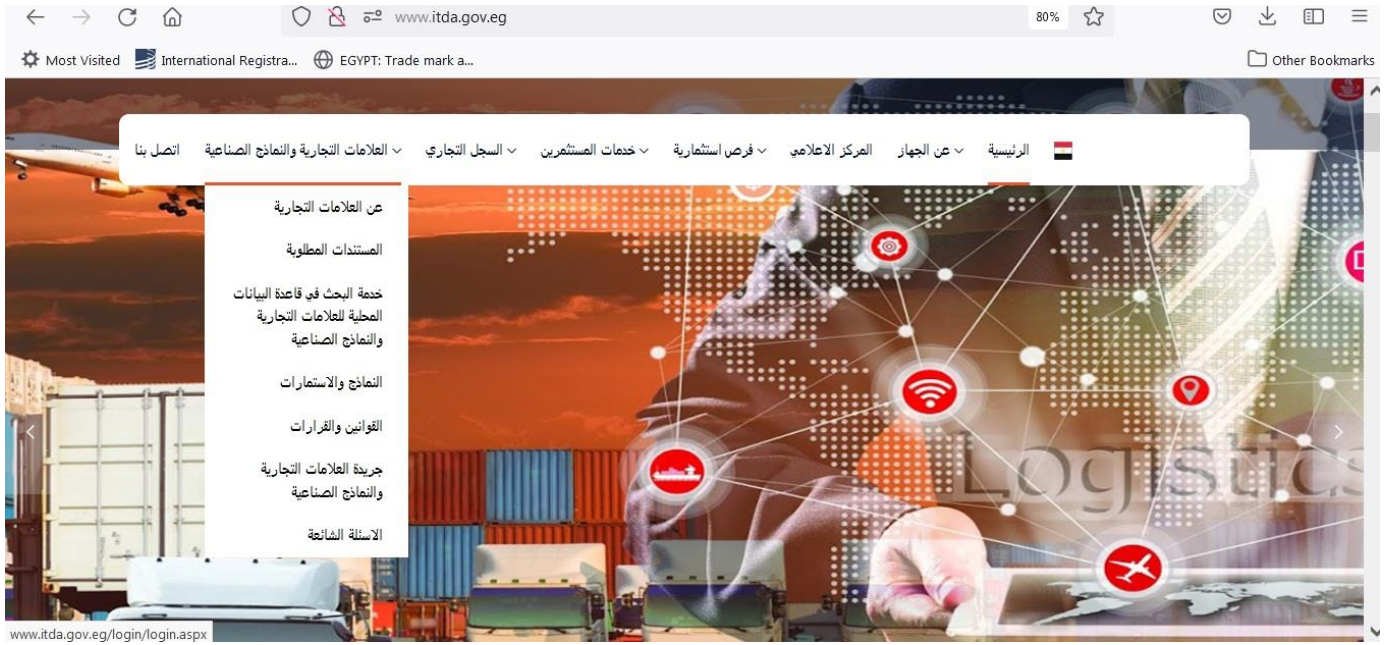 www.itda.gov.eg
80%
Most Visited
International Registra...
EGYPT: Trade mark a...
Other Bookmarks
الرئيسية
عن الجهاز
المركز الاعلامي
فرص استثمارية
خدمات المستثمرين
السجل التجاري
العلامات التجارية والنماذج الصناعية
اتصل بنا
عن العلامات التجارية
المستندات المطلوبة
خدمة البحث في قاعدة البيانات
المحلية للعلامات التجارية
والنماذج الصناعية
النماذج والاستمارات
القوانين والقرارات
جريدة العلامات التجارية
والنماذج الصناعية
الاسئلة الشائعة
Logistics
www.itda.gov.eg/login/login.aspx